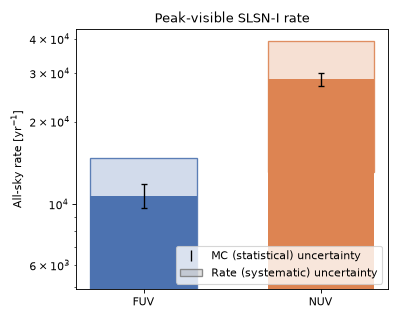 Peak-visible SLSN-I rate
All-sky rate [yr⁻¹]
4 × 10⁴
3 × 10⁴
2 × 10⁴
10⁴
6 × 10³
MC (statistical) uncertainty
Rate (systematic) uncertainty
FUV NUV